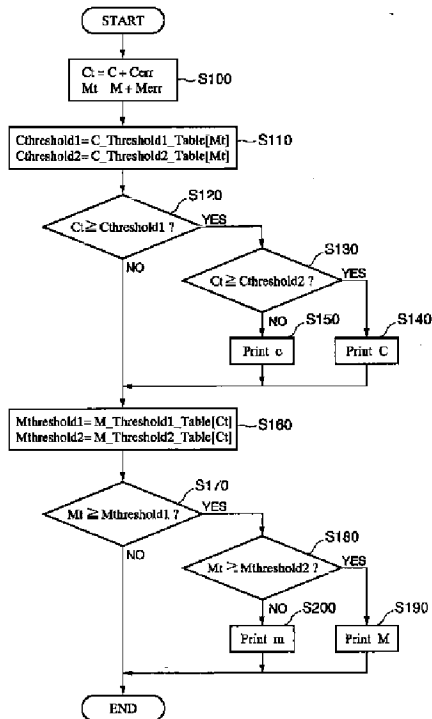 START
Ct = C + Cerr
Mt M + Merr
S100
Cthreshold1= C_Threshold1_Table[Mt]
Cthreshold2= C_Threshold2_Table[Mt]
S110
S120
Ct ≧ Cthreshold1 ?
YES
NO
S130
Ct ≧ Cthreshold2 ?
YES
NO
S150
Print c
S140
Print C
Mthreshold1= M_Threshold1_Table[Ct]
Mthreshold2= M_Threshold2_Table[Ct]
S160
S170
Mt ≧ Mthreshold1 ?
YES
NO
S180
Mt ≧ Mthreshold2 ?
YES
NO
S200
Print m
S190
Print M
END